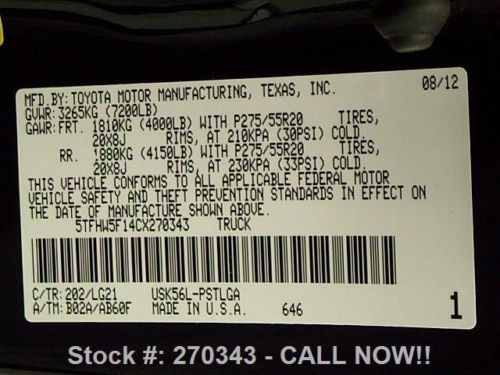 MFD.BY: TOYOTA MOTOR MANUFACTURING, TEXAS, INC. 08/12
GVWR: 3265KG (7200LB)
GAWR: FRT. 1810KG (4000LB) WITH P275/55R20 TIRES,
20x8J RIMS, AT 210KPA (30PSI) COLD.
RR. 1880KG (4150LB) WITH P275/55R20 TIRES,
20x8J RIMS, AT 230KPA (33PSI) COLD.
THIS VEHICLE CONFORMS TO ALL APPLICABLE FEDERAL MOTOR
VEHICLE SAFETY AND THEFT PREVENTION STANDARDS IN EFFECT ON
THE DATE OF MANUFACTURE SHOWN ABOVE.
5TFHW5F14CX270343 TRUCK
C/TR: 202/LG21 USK56L-PSTLGA
A/TM: B02A/AB60F MADE IN U.S.A. 646 1
Stock #: 270343 - CALL NOW!!